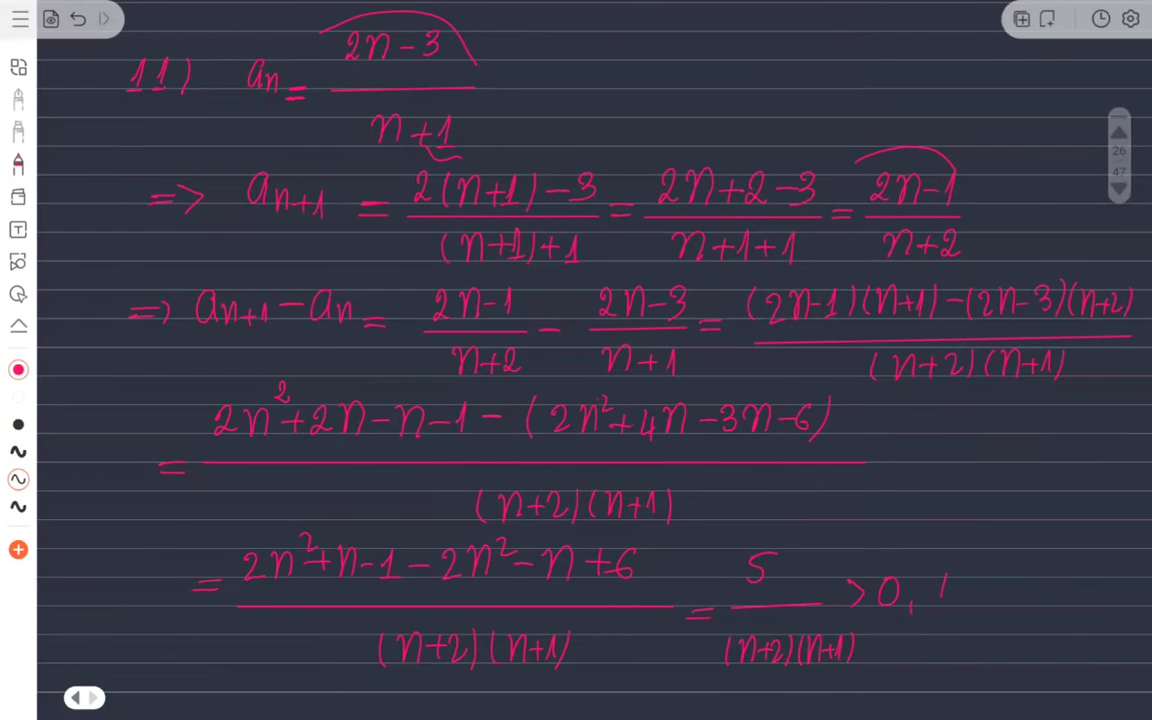 11) an = (2n-3)/(n+1)
=> an+1 = (2(n+1)-3)/((n+1)+1) = (2n+2-3)/(n+1+1) = (2n-1)/(n+2)
=> an+1 - an = (2n-1)/(n+2) - (2n-3)/(n+1) = ((2n-1)(n+1)-(2n-3)(n+2))/((n+2)(n+1))
= (2n²+2n-n-1-(2n²+4n-3n-6))/((n+2)(n+1))
= (2n²+n-1-2n²-n+6)/((n+2)(n+1)) = 5/((n+2)(n+1)) > 0,
26
47